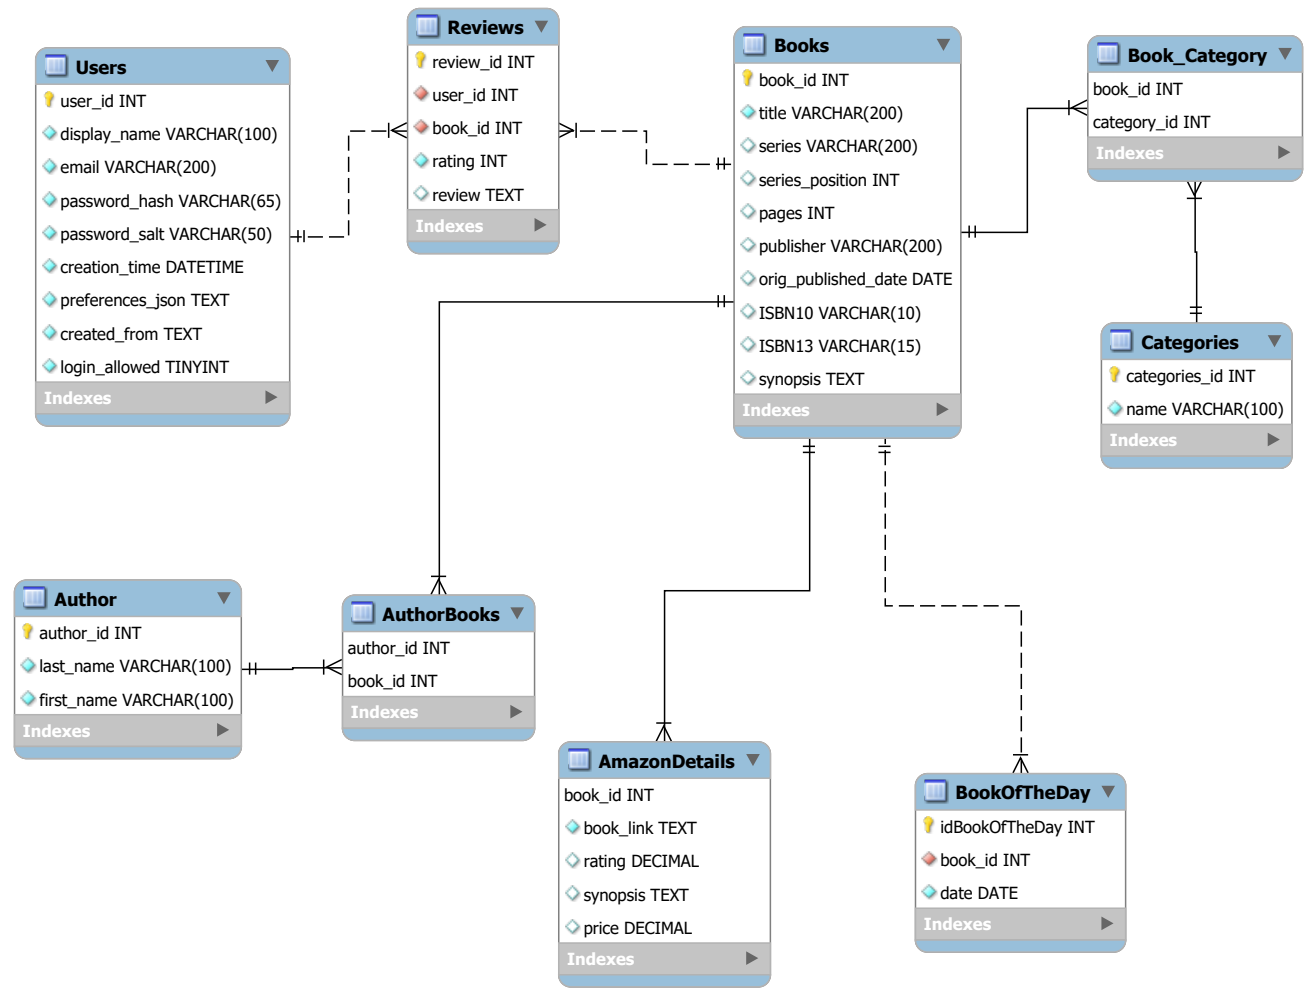 Users
user_id INT
display_name VARCHAR(100)
email VARCHAR(200)
password_hash VARCHAR(65)
password_salt VARCHAR(50)
creation_time DATETIME
preferences_json TEXT
created_from TEXT
login_allowed TINYINT
Indexes
Reviews
review_id INT
user_id INT
book_id INT
rating INT
review TEXT
Indexes
Books
book_id INT
title VARCHAR(200)
series VARCHAR(200)
series_position INT
pages INT
publisher VARCHAR(200)
orig_published_date DATE
ISBN10 VARCHAR(10)
ISBN13 VARCHAR(15)
synopsis TEXT
Indexes
Book_Category
book_id INT
category_id INT
Indexes
Categories
categories_id INT
name VARCHAR(100)
Indexes
Author
author_id INT
last_name VARCHAR(100)
first_name VARCHAR(100)
Indexes
AuthorBooks
author_id INT
book_id INT
Indexes
AmazonDetails
book_id INT
book_link TEXT
rating DECIMAL
synopsis TEXT
price DECIMAL
Indexes
BookOfTheDay
idBookOfTheDay INT
book_id INT
date DATE
Indexes